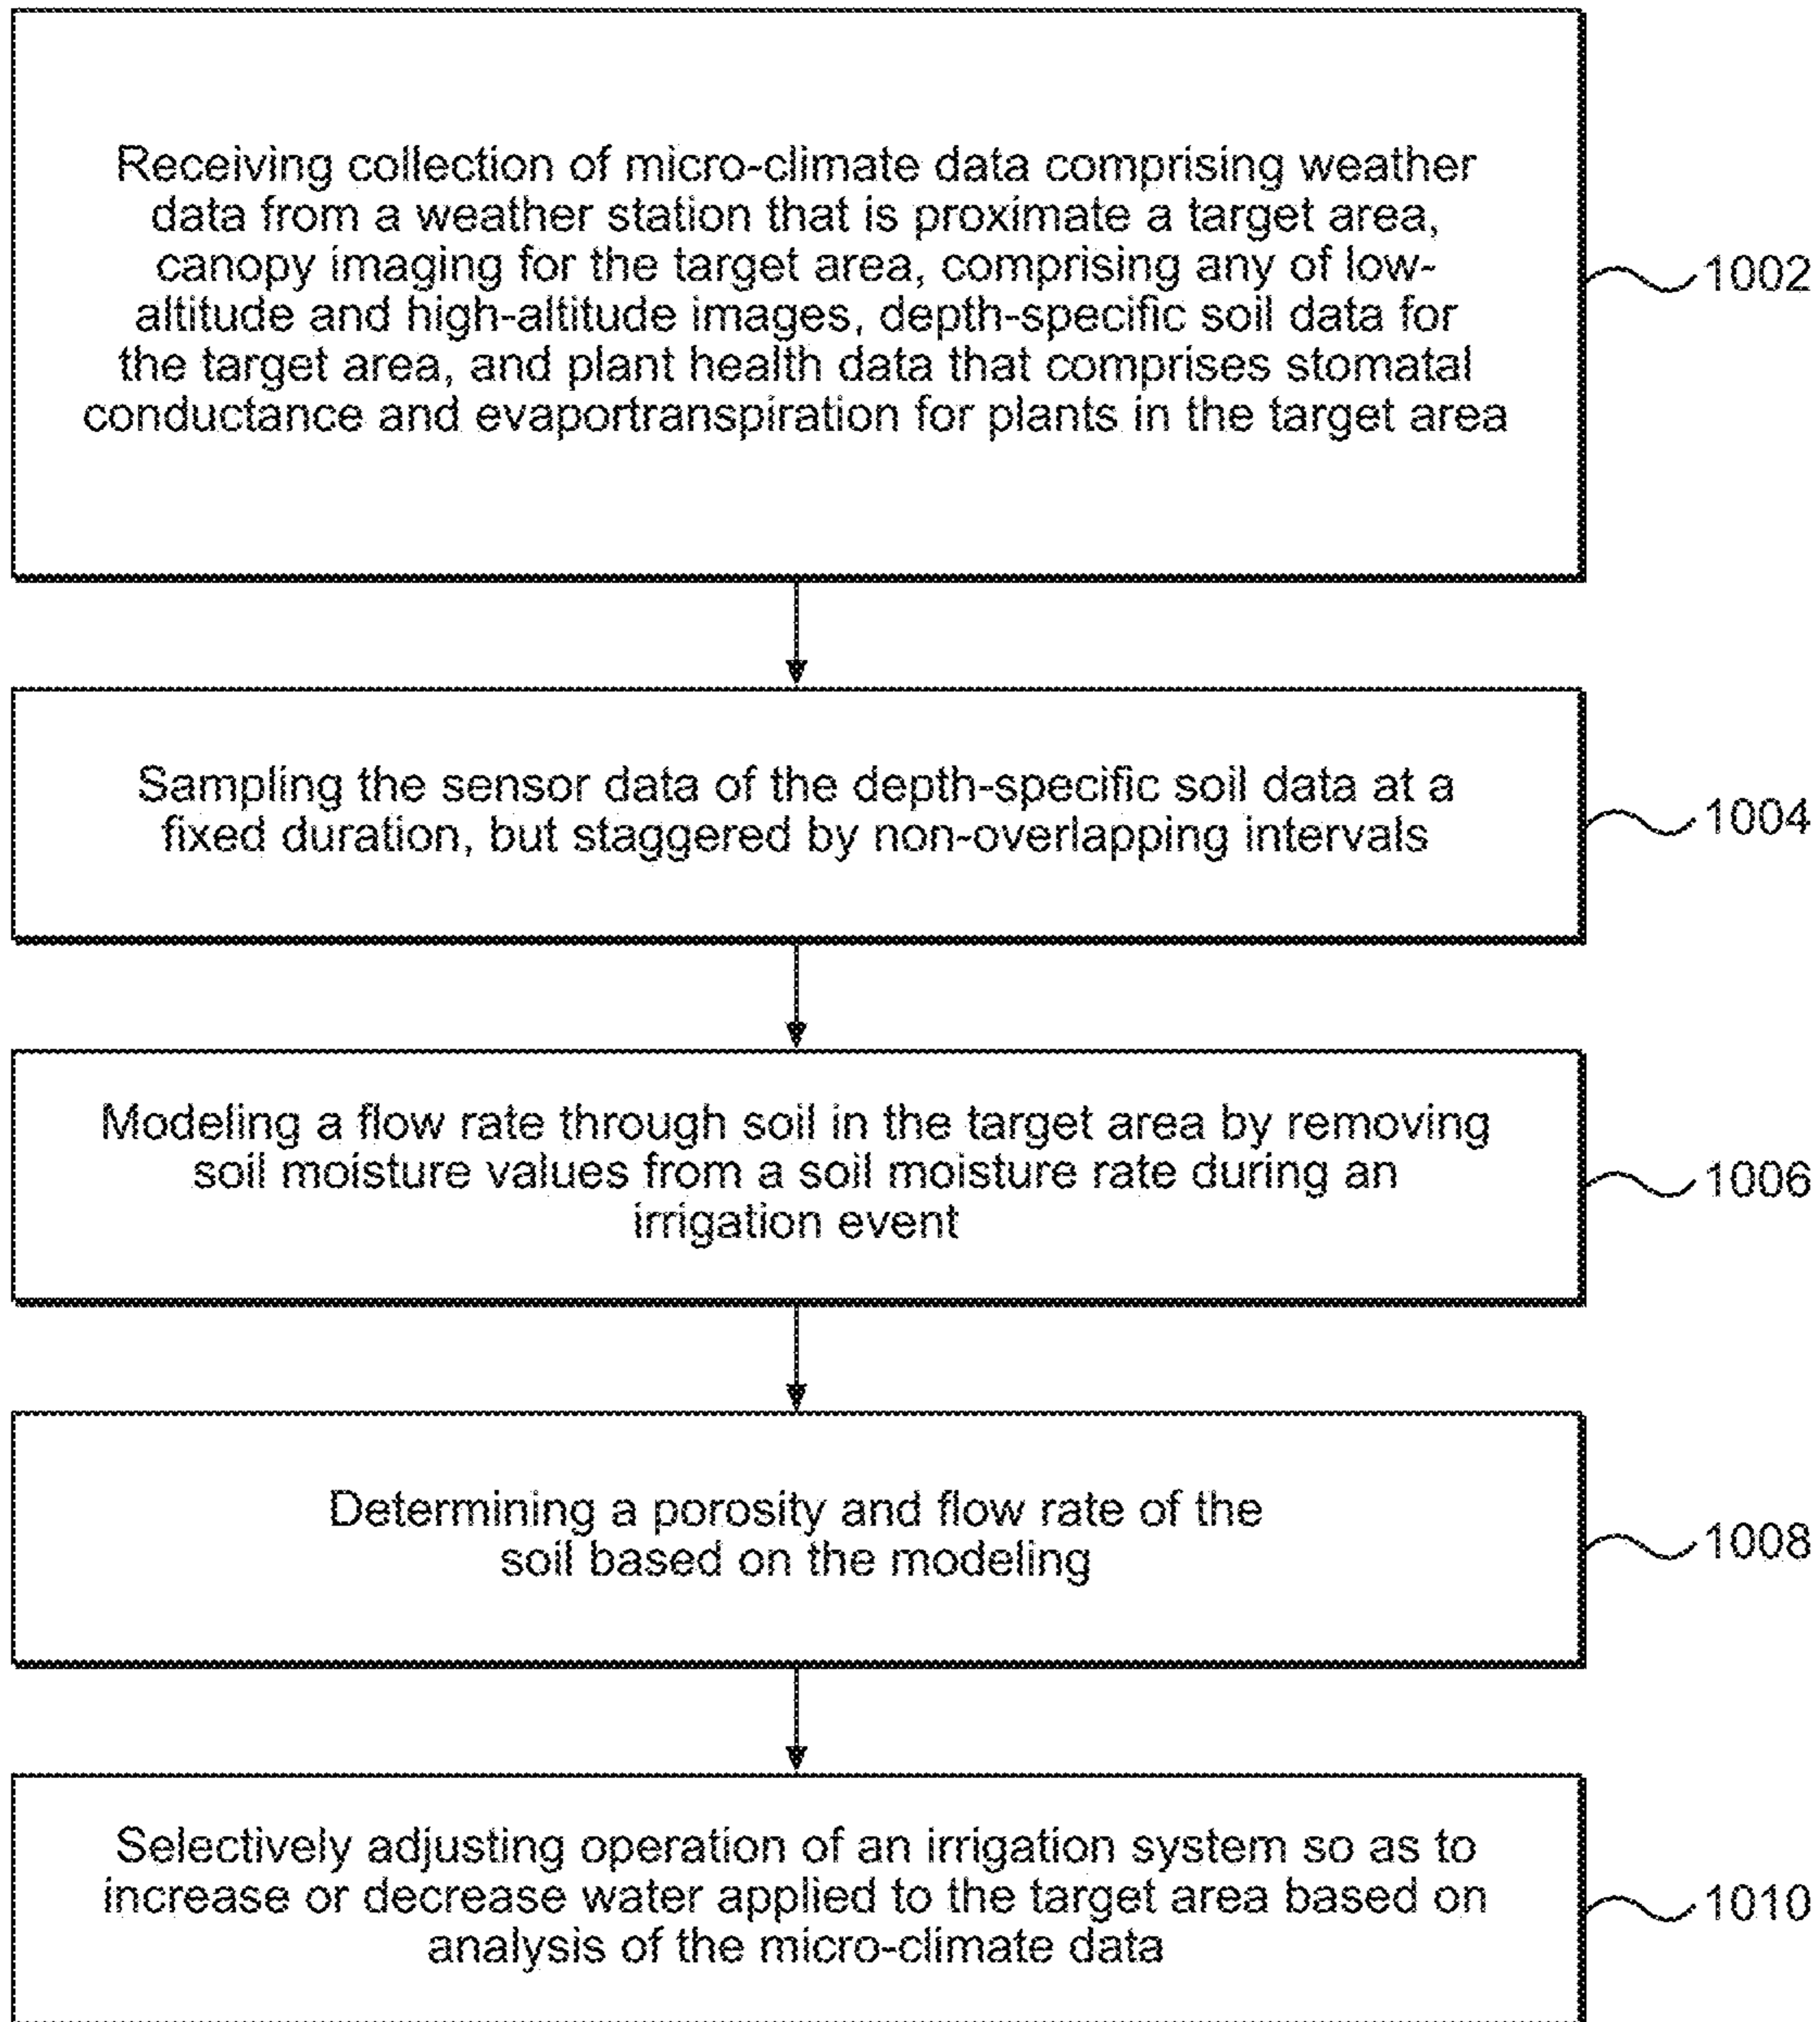 Receiving collection of micro-climate data comprising weather
data from a weather station that is proximate a target area,
canopy imaging for the target area, comprising any of low-
altitude and high-altitude images, depth-specific soil data for
the target area, and plant health data that comprises stomatal
conductance and evaportranspiration for plants in the target area
1002
Sampling the sensor data of the depth-specific soil data at a
fixed duration, but staggered by non-overlapping intervals
1004
Modeling a flow rate through soil in the target area by removing
soil moisture values from a soil moisture rate during an
irrigation event
1006
Determining a porosity and flow rate of the
soil based on the modeling
1008
Selectively adjusting operation of an irrigation system so as to
increase or decrease water applied to the target area based on
analysis of the micro-climate data
1010